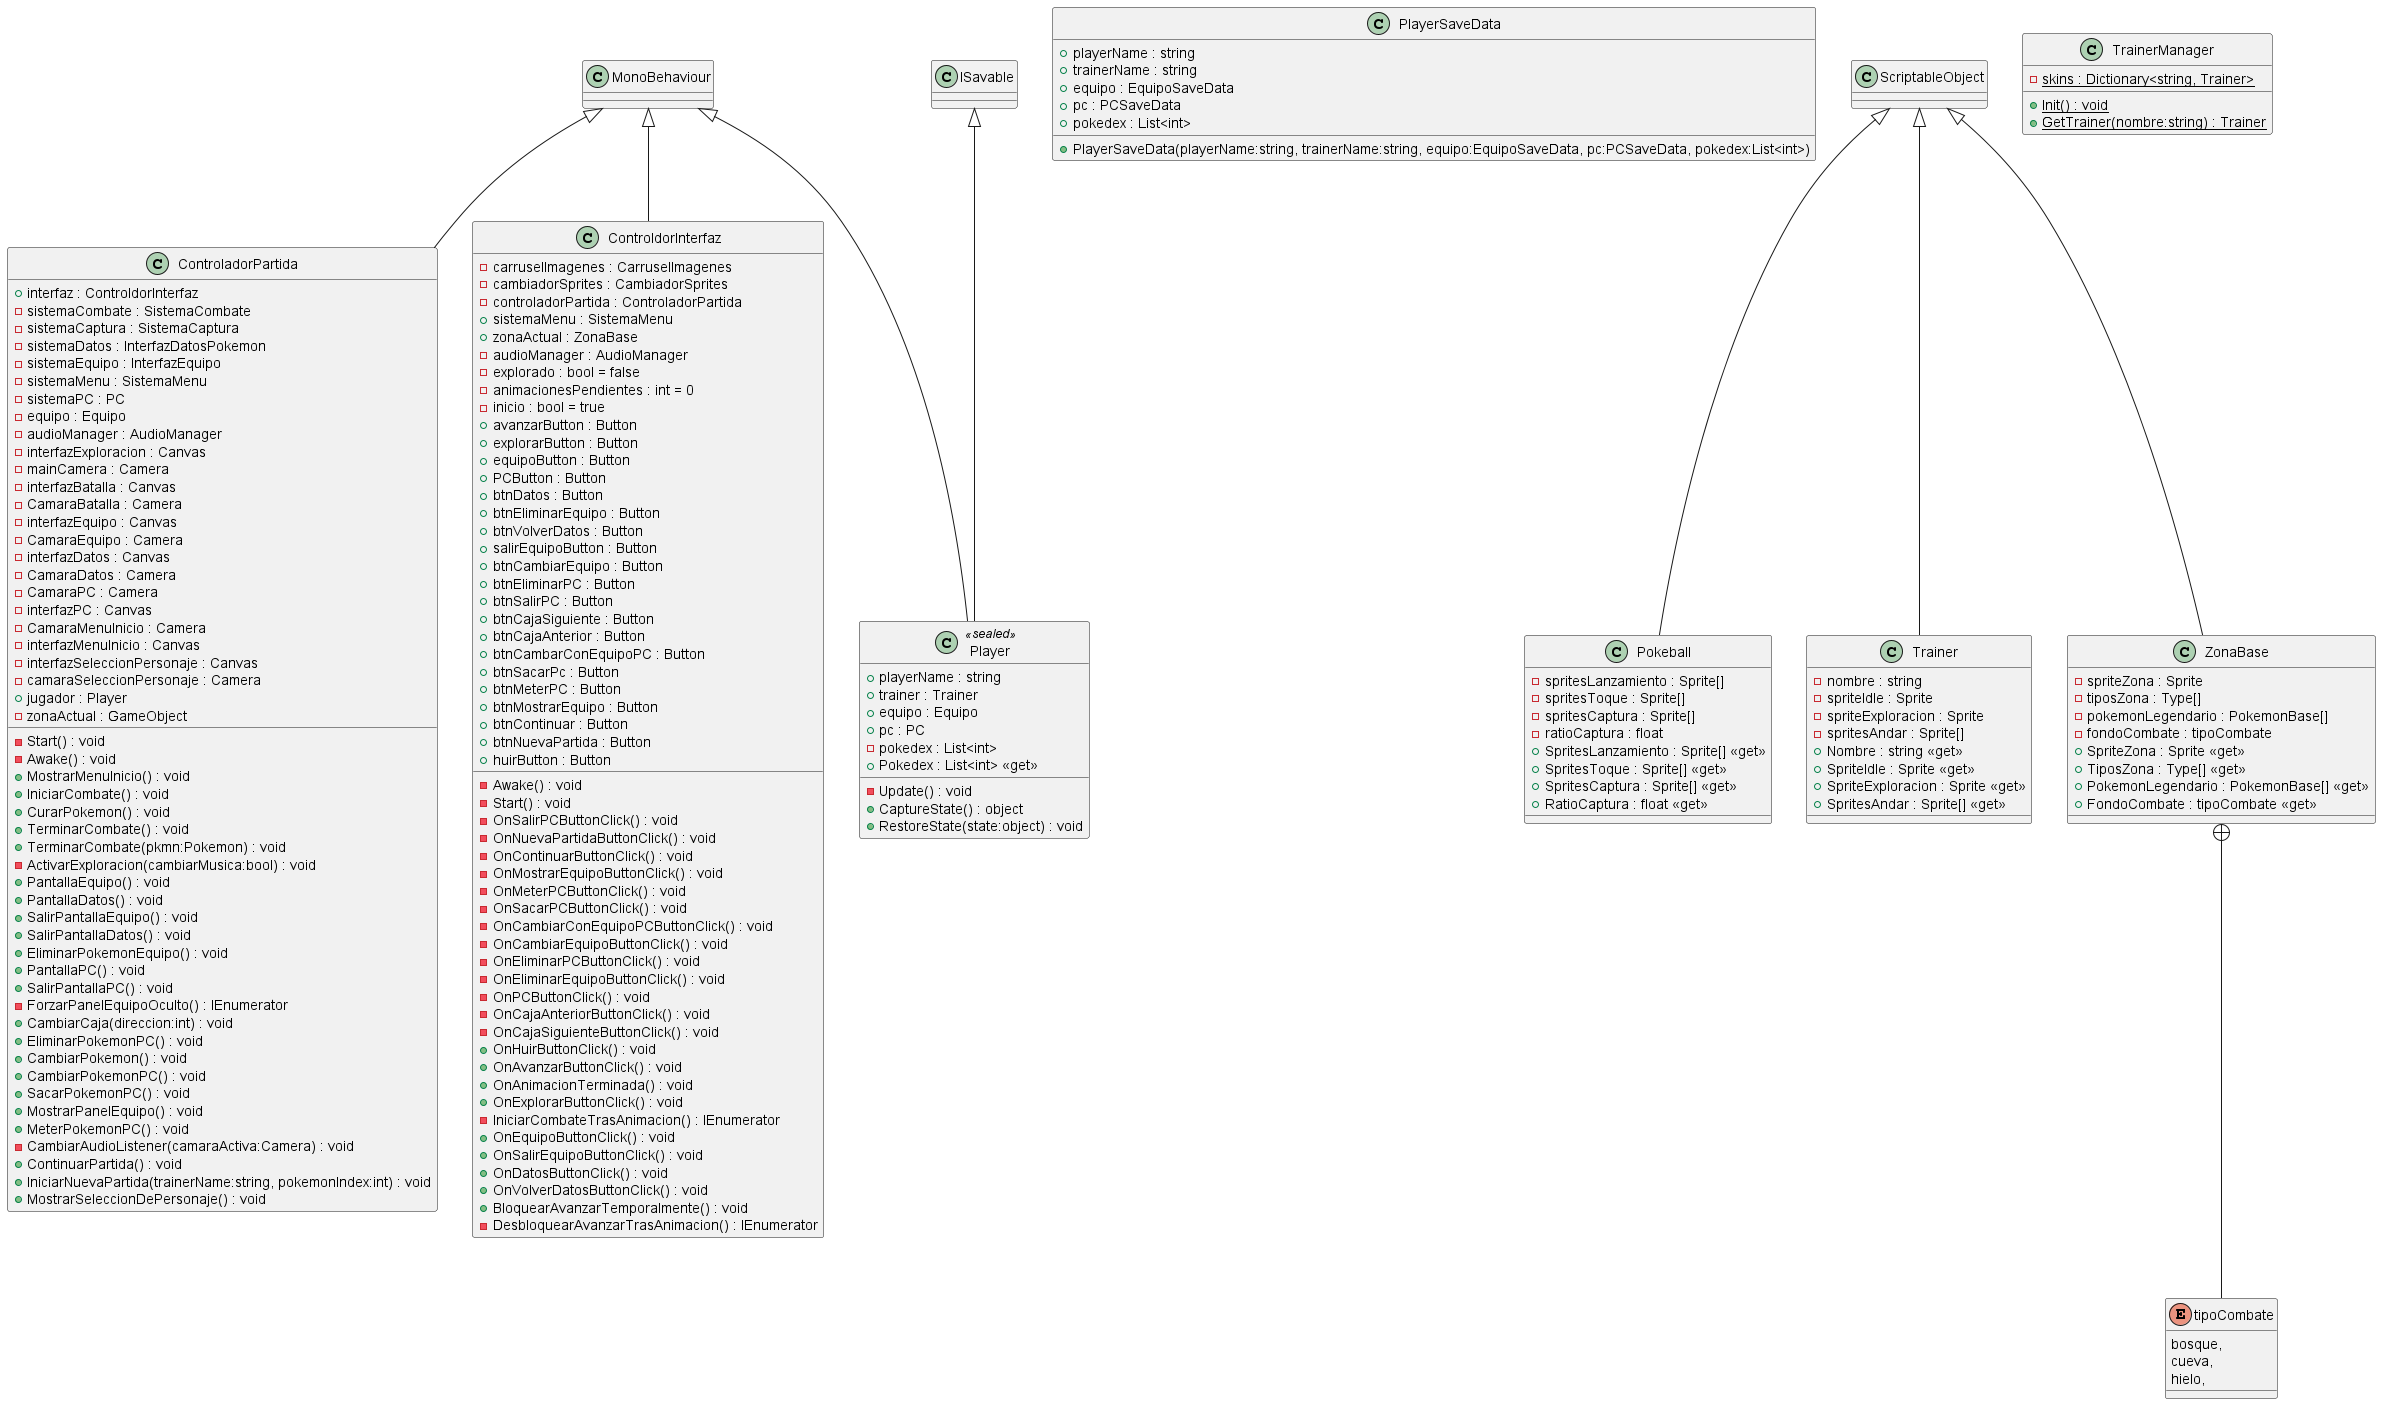 MonoBehaviour
ISavable
PlayerSaveData
playerName : string
trainerName : string
equipo : EquipoSaveData
pc : PCSaveData
pokedex : List<int>
PlayerSaveData(playerName:string, trainerName:string, equipo:EquipoSaveData, pc:PCSaveData, pokedex:List<int>)
ScriptableObject
TrainerManager
skins : Dictionary<string, Trainer>
Init() : void
GetTrainer(nombre:string) : Trainer
ControladorPartida
interfaz : ControldorInterfaz
sistemaCombate : SistemaCombate
sistemaCaptura : SistemaCaptura
sistemaDatos : InterfazDatosPokemon
sistemaEquipo : InterfazEquipo
sistemaMenu : SistemaMenu
sistemaPC : PC
equipo : Equipo
audioManager : AudioManager
interfazExploracion : Canvas
mainCamera : Camera
interfazBatalla : Canvas
CamaraBatalla : Camera
interfazEquipo : Canvas
CamaraEquipo : Camera
interfazDatos : Canvas
CamaraDatos : Camera
CamaraPC : Camera
interfazPC : Canvas
CamaraMenuInicio : Camera
interfazMenuInicio : Canvas
interfazSeleccionPersonaje : Canvas
camaraSeleccionPersonaje : Camera
jugador : Player
zonaActual : GameObject
Start() : void
Awake() : void
MostrarMenuInicio() : void
IniciarCombate() : void
CurarPokemon() : void
TerminarCombate() : void
TerminarCombate(pkmn:Pokemon) : void
ActivarExploracion(cambiarMusica:bool) : void
PantallaEquipo() : void
PantallaDatos() : void
SalirPantallaEquipo() : void
SalirPantallaDatos() : void
EliminarPokemonEquipo() : void
PantallaPC() : void
SalirPantallaPC() : void
ForzarPanelEquipoOculto() : IEnumerator
CambiarCaja(direccion:int) : void
EliminarPokemonPC() : void
CambiarPokemon() : void
CambiarPokemonPC() : void
SacarPokemonPC() : void
MostrarPanelEquipo() : void
MeterPokemonPC() : void
CambiarAudioListener(camaraActiva:Camera) : void
ContinuarPartida() : void
IniciarNuevaPartida(trainerName:string, pokemonIndex:int) : void
MostrarSeleccionDePersonaje() : void
ControldorInterfaz
carruselImagenes : CarruselImagenes
cambiadorSprites : CambiadorSprites
controladorPartida : ControladorPartida
sistemaMenu : SistemaMenu
zonaActual : ZonaBase
audioManager : AudioManager
explorado : bool = false
animacionesPendientes : int = 0
inicio : bool = true
avanzarButton : Button
explorarButton : Button
equipoButton : Button
PCButton : Button
btnDatos : Button
btnEliminarEquipo : Button
btnVolverDatos : Button
salirEquipoButton : Button
btnCambiarEquipo : Button
btnEliminarPC : Button
btnSalirPC : Button
btnCajaSiguiente : Button
btnCajaAnterior : Button
btnCambarConEquipoPC : Button
btnSacarPc : Button
btnMeterPC : Button
btnMostrarEquipo : Button
btnContinuar : Button
btnNuevaPartida : Button
huirButton : Button
Awake() : void
Start() : void
OnSalirPCButtonClick() : void
OnNuevaPartidaButtonClick() : void
OnContinuarButtonClick() : void
OnMostrarEquipoButtonClick() : void
OnMeterPCButtonClick() : void
OnSacarPCButtonClick() : void
OnCambiarConEquipoPCButtonClick() : void
OnCambiarEquipoButtonClick() : void
OnEliminarPCButtonClick() : void
OnEliminarEquipoButtonClick() : void
OnPCButtonClick() : void
OnCajaAnteriorButtonClick() : void
OnCajaSiguienteButtonClick() : void
OnHuirButtonClick() : void
OnAvanzarButtonClick() : void
OnAnimacionTerminada() : void
OnExplorarButtonClick() : void
IniciarCombateTrasAnimacion() : IEnumerator
OnEquipoButtonClick() : void
OnSalirEquipoButtonClick() : void
OnDatosButtonClick() : void
OnVolverDatosButtonClick() : void
BloquearAvanzarTemporalmente() : void
DesbloquearAvanzarTrasAnimacion() : IEnumerator
«sealed»
Player
playerName : string
trainer : Trainer
equipo : Equipo
pc : PC
pokedex : List<int>
Pokedex : List<int> «get»
Update() : void
CaptureState() : object
RestoreState(state:object) : void
Pokeball
spritesLanzamiento : Sprite[]
spritesToque : Sprite[]
spritesCaptura : Sprite[]
ratioCaptura : float
SpritesLanzamiento : Sprite[] «get»
SpritesToque : Sprite[] «get»
SpritesCaptura : Sprite[] «get»
RatioCaptura : float «get»
Trainer
nombre : string
spriteIdle : Sprite
spriteExploracion : Sprite
spritesAndar : Sprite[]
Nombre : string «get»
SpriteIdle : Sprite «get»
SpriteExploracion : Sprite «get»
SpritesAndar : Sprite[] «get»
ZonaBase
spriteZona : Sprite
tiposZona : Type[]
pokemonLegendario : PokemonBase[]
fondoCombate : tipoCombate
SpriteZona : Sprite «get»
TiposZona : Type[] «get»
PokemonLegendario : PokemonBase[] «get»
FondoCombate : tipoCombate «get»
tipoCombate
bosque,
cueva,
hielo,